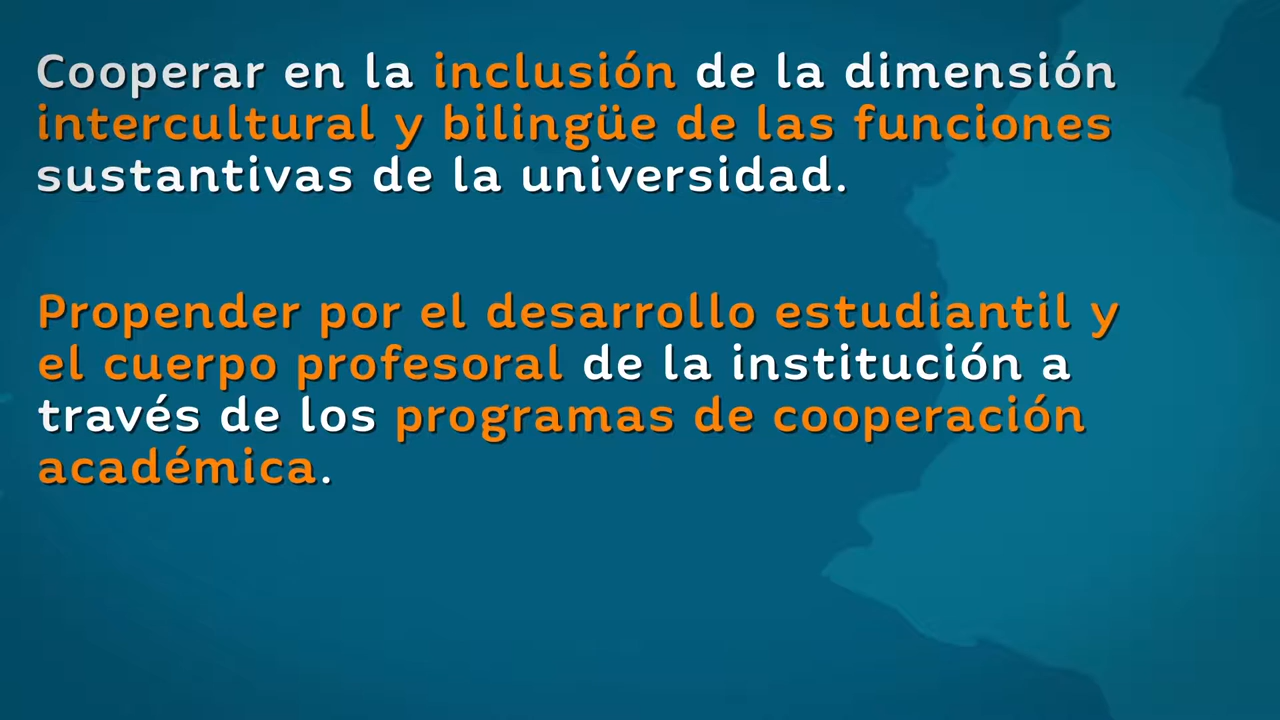 Cooperar en la inclusión de la dimensión
intercultural y bilingüe de las funciones
sustantivas de la universidad.
Propender por el desarrollo estudiantil y
el cuerpo profesoral de la institución a
través de los programas de cooperación
académica.